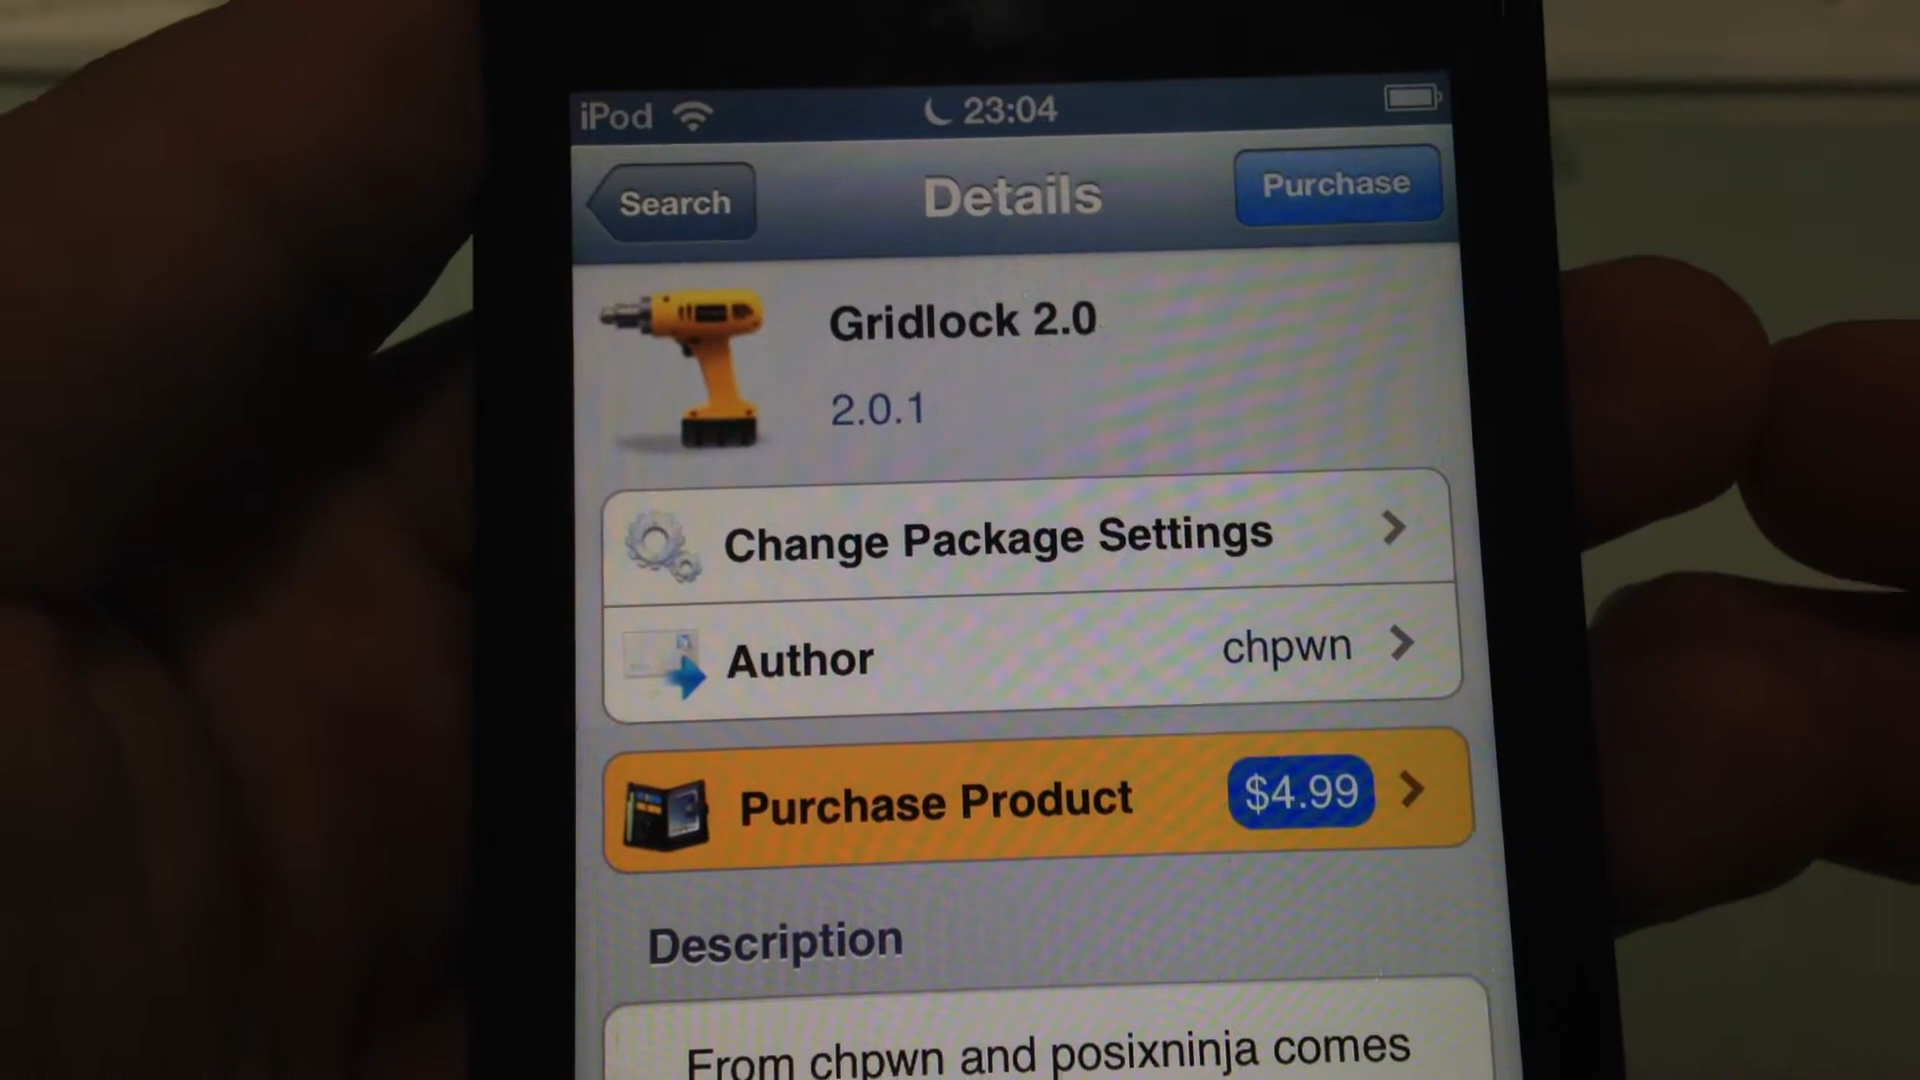 iPod 23:04
Search Details Purchase
Gridlock 2.0
2.0.1
Change Package Settings
Author chpwn
Purchase Product $4.99
Description
From chpwn and posixninja comes